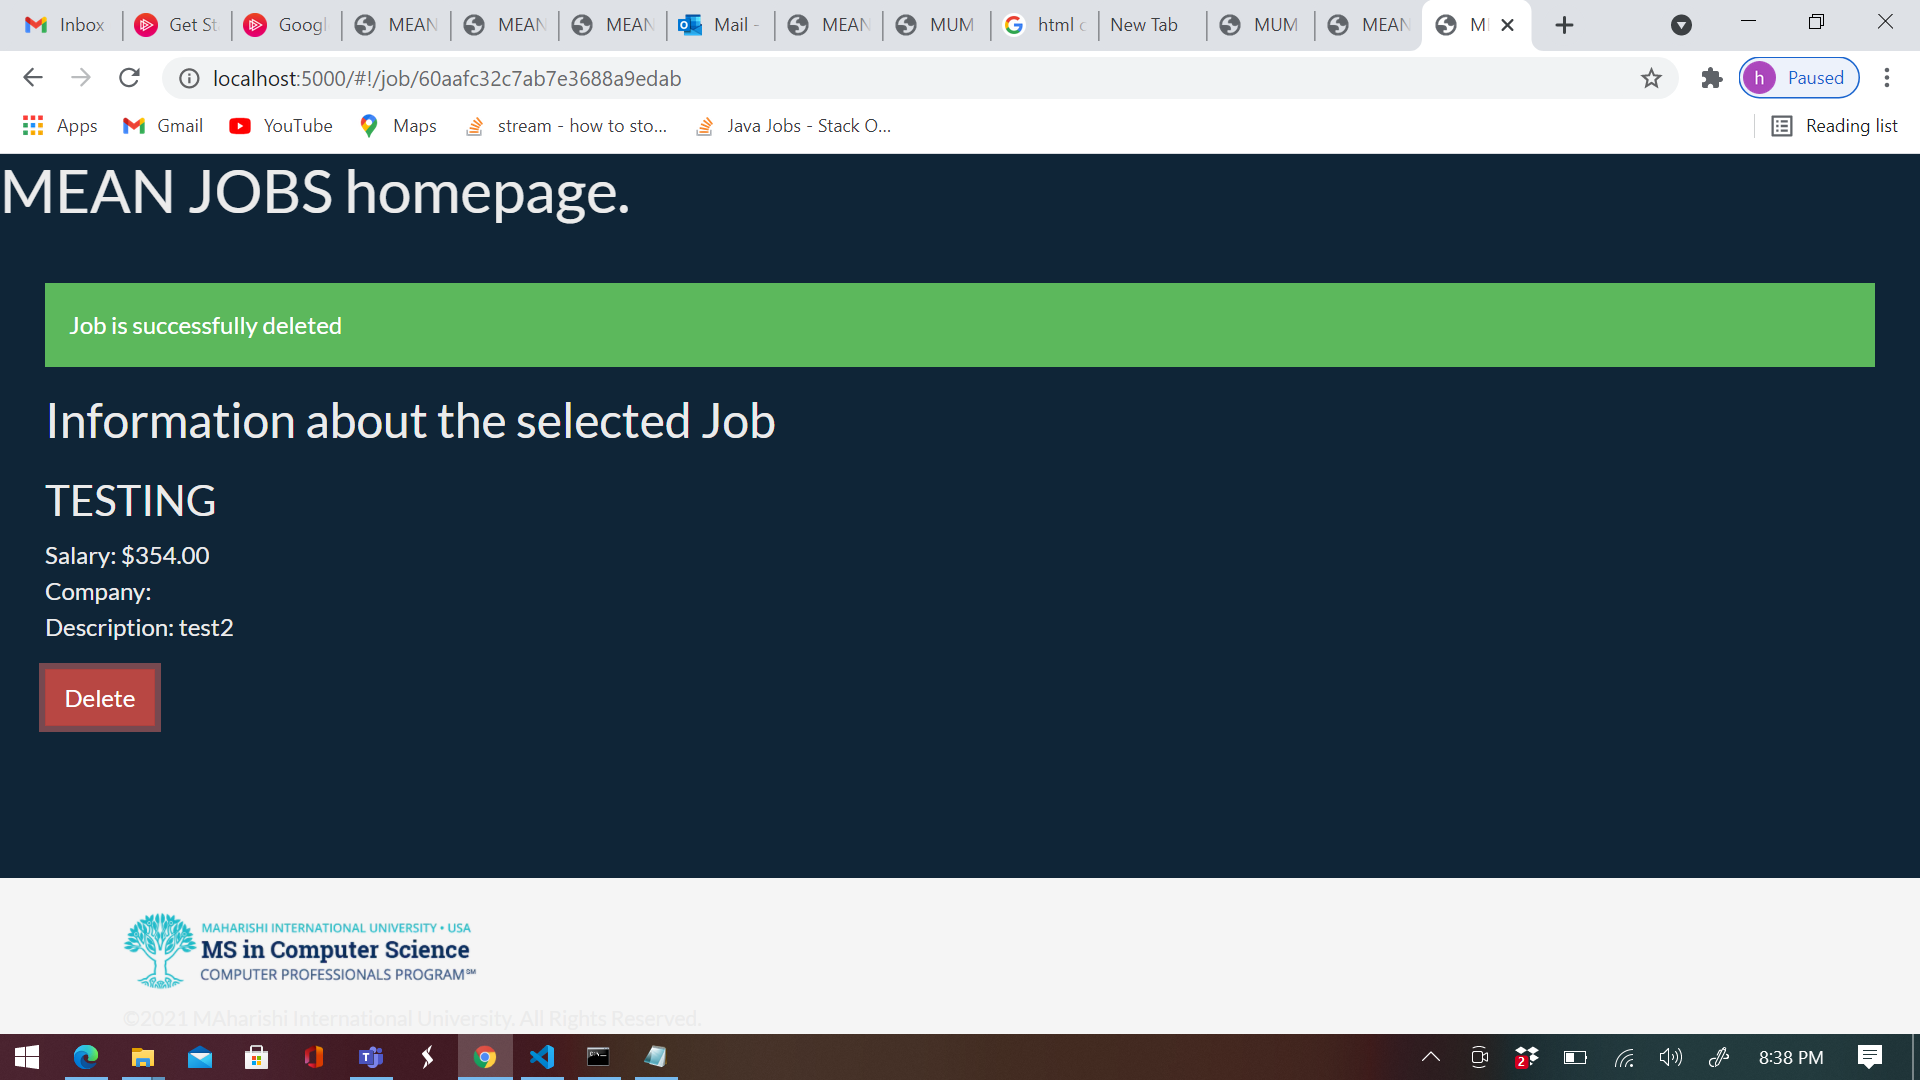 Inbox
Get St
Googl
MEAN
MEAN
MEAN
Mail -
MEAN
MUM
html c
New Tab
MUM
MEAN
M
localhost:5000/#!/job/60aafc32c7ab7e3688a9edab
h
Paused
Apps
Gmail
YouTube
Maps
stream - how to sto...
Java Jobs - Stack O...
Reading list
MEAN JOBS homepage.
Job is successfully deleted
Information about the selected Job
TESTING
Salary: $354.00
Company:
Description: test2
Delete
MAHARISHI INTERNATIONAL UNIVERSITY • USA
MS in Computer Science
COMPUTER PROFESSIONALS PROGRAM℠
©2021 MAharishi International University. All Rights Reserved.
2
8:38 PM